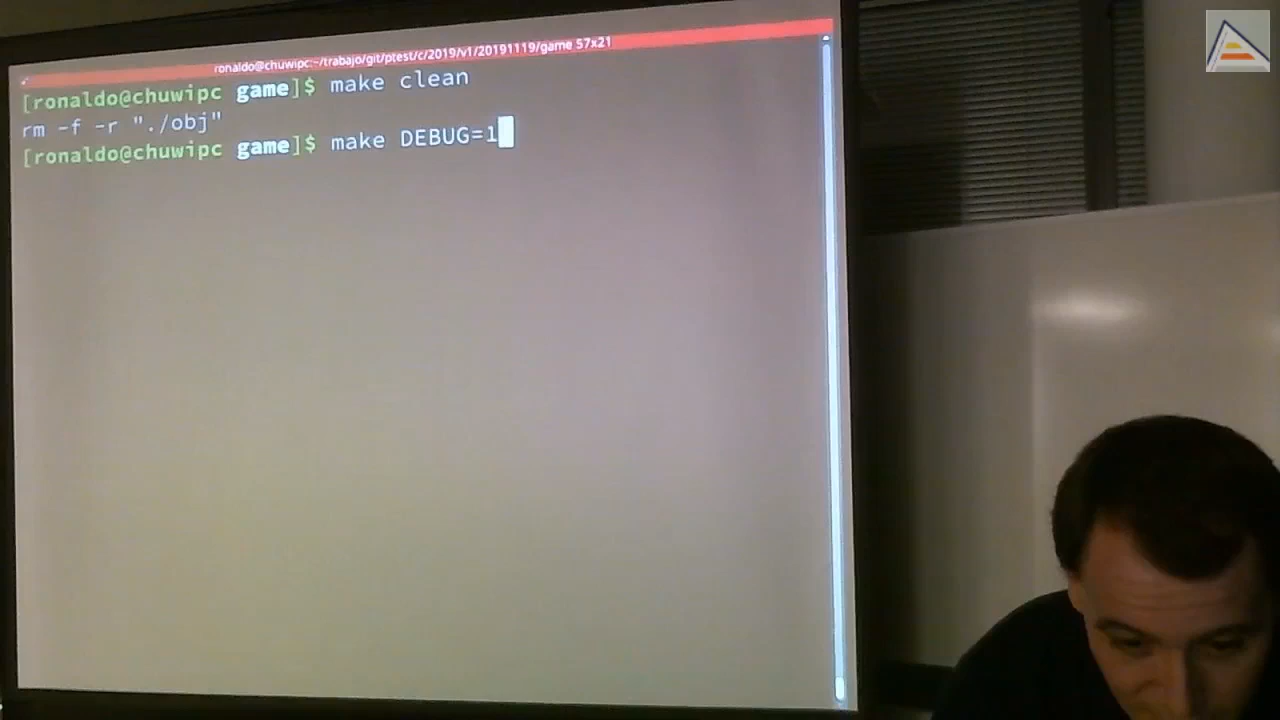 ronaldo@chuwipc:~/trabajo/git/ptest/c/2019/v1/20191119/game 57x21
[ronaldo@chuwipc game]$ make clean
rm -f -r "./obj"
[ronaldo@chuwipc game]$ make DEBUG=1